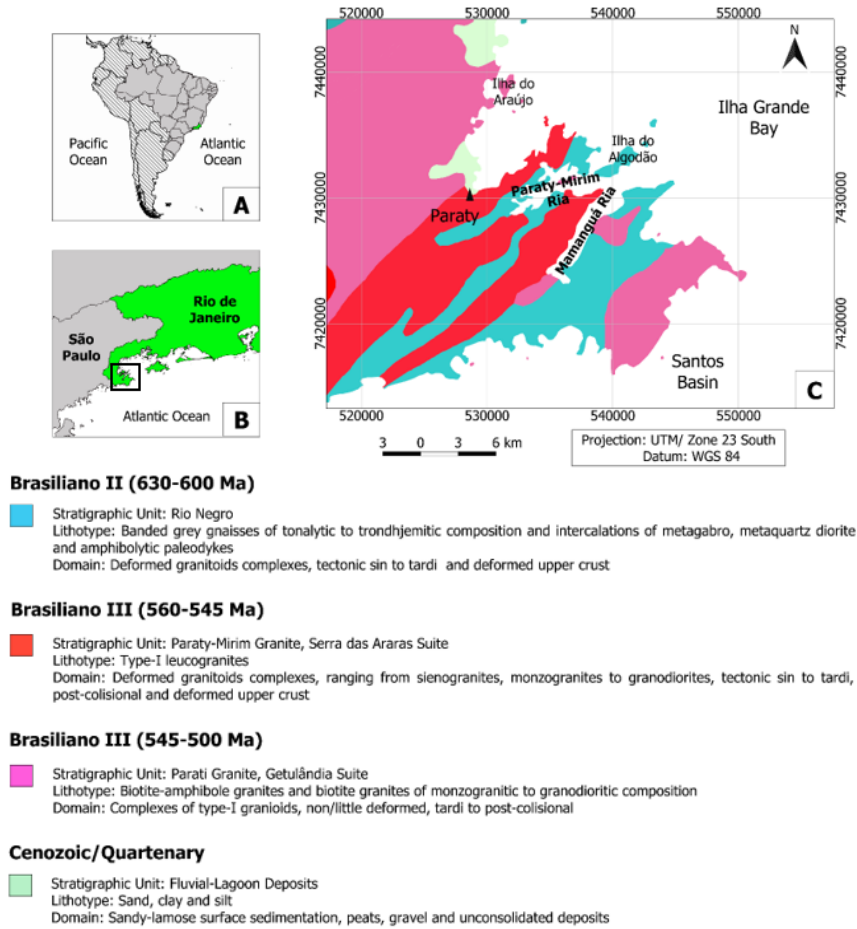 Pacific
Ocean
Atlantic
Ocean
A
Rio de
Janeiro
São
Paulo
Atlantic Ocean
B
520000
530000
540000
550000
7440000
7430000
7420000
N
Ilha do
Araújo
Ilha Grande
Bay
Ilha do
Algodão
Paraty-Mirim
Ria
Paraty
Mamanguá Ria
Santos
Basin
C
7440000
7430000
7420000
520000
530000
540000
550000
3 0 3 6 km
Projection: UTM/ Zone 23 South
Datum: WGS 84
Brasiliano II (630-600 Ma)
Stratigraphic Unit: Rio Negro
Lithotype: Banded grey gnaisses of tonalytic to trondhjemitic composition and intercalations of metagabro, metaquartz diorite
and amphibolytic paleodykes
Domain: Deformed granitoids complexes, tectonic sin to tardi and deformed upper crust
Brasiliano III (560-545 Ma)
Stratigraphic Unit: Paraty-Mirim Granite, Serra das Araras Suite
Lithotype: Type-I leucogranites
Domain: Deformed granitoids complexes, ranging from sienogranites, monzogranites to granodiorites, tectonic sin to tardi,
post-colisional and deformed upper crust
Brasiliano III (545-500 Ma)
Stratigraphic Unit: Parati Granite, Getulândia Suite
Lithotype: Biotite-amphibole granites and biotite granites of monzogranitic to granodioritic composition
Domain: Complexes of type-I granioids, non/little deformed, tardi to post-colisional
Cenozoic/Quartenary
Stratigraphic Unit: Fluvial-Lagoon Deposits
Lithotype: Sand, clay and silt
Domain: Sandy-lamose surface sedimentation, peats, gravel and unconsolidated deposits